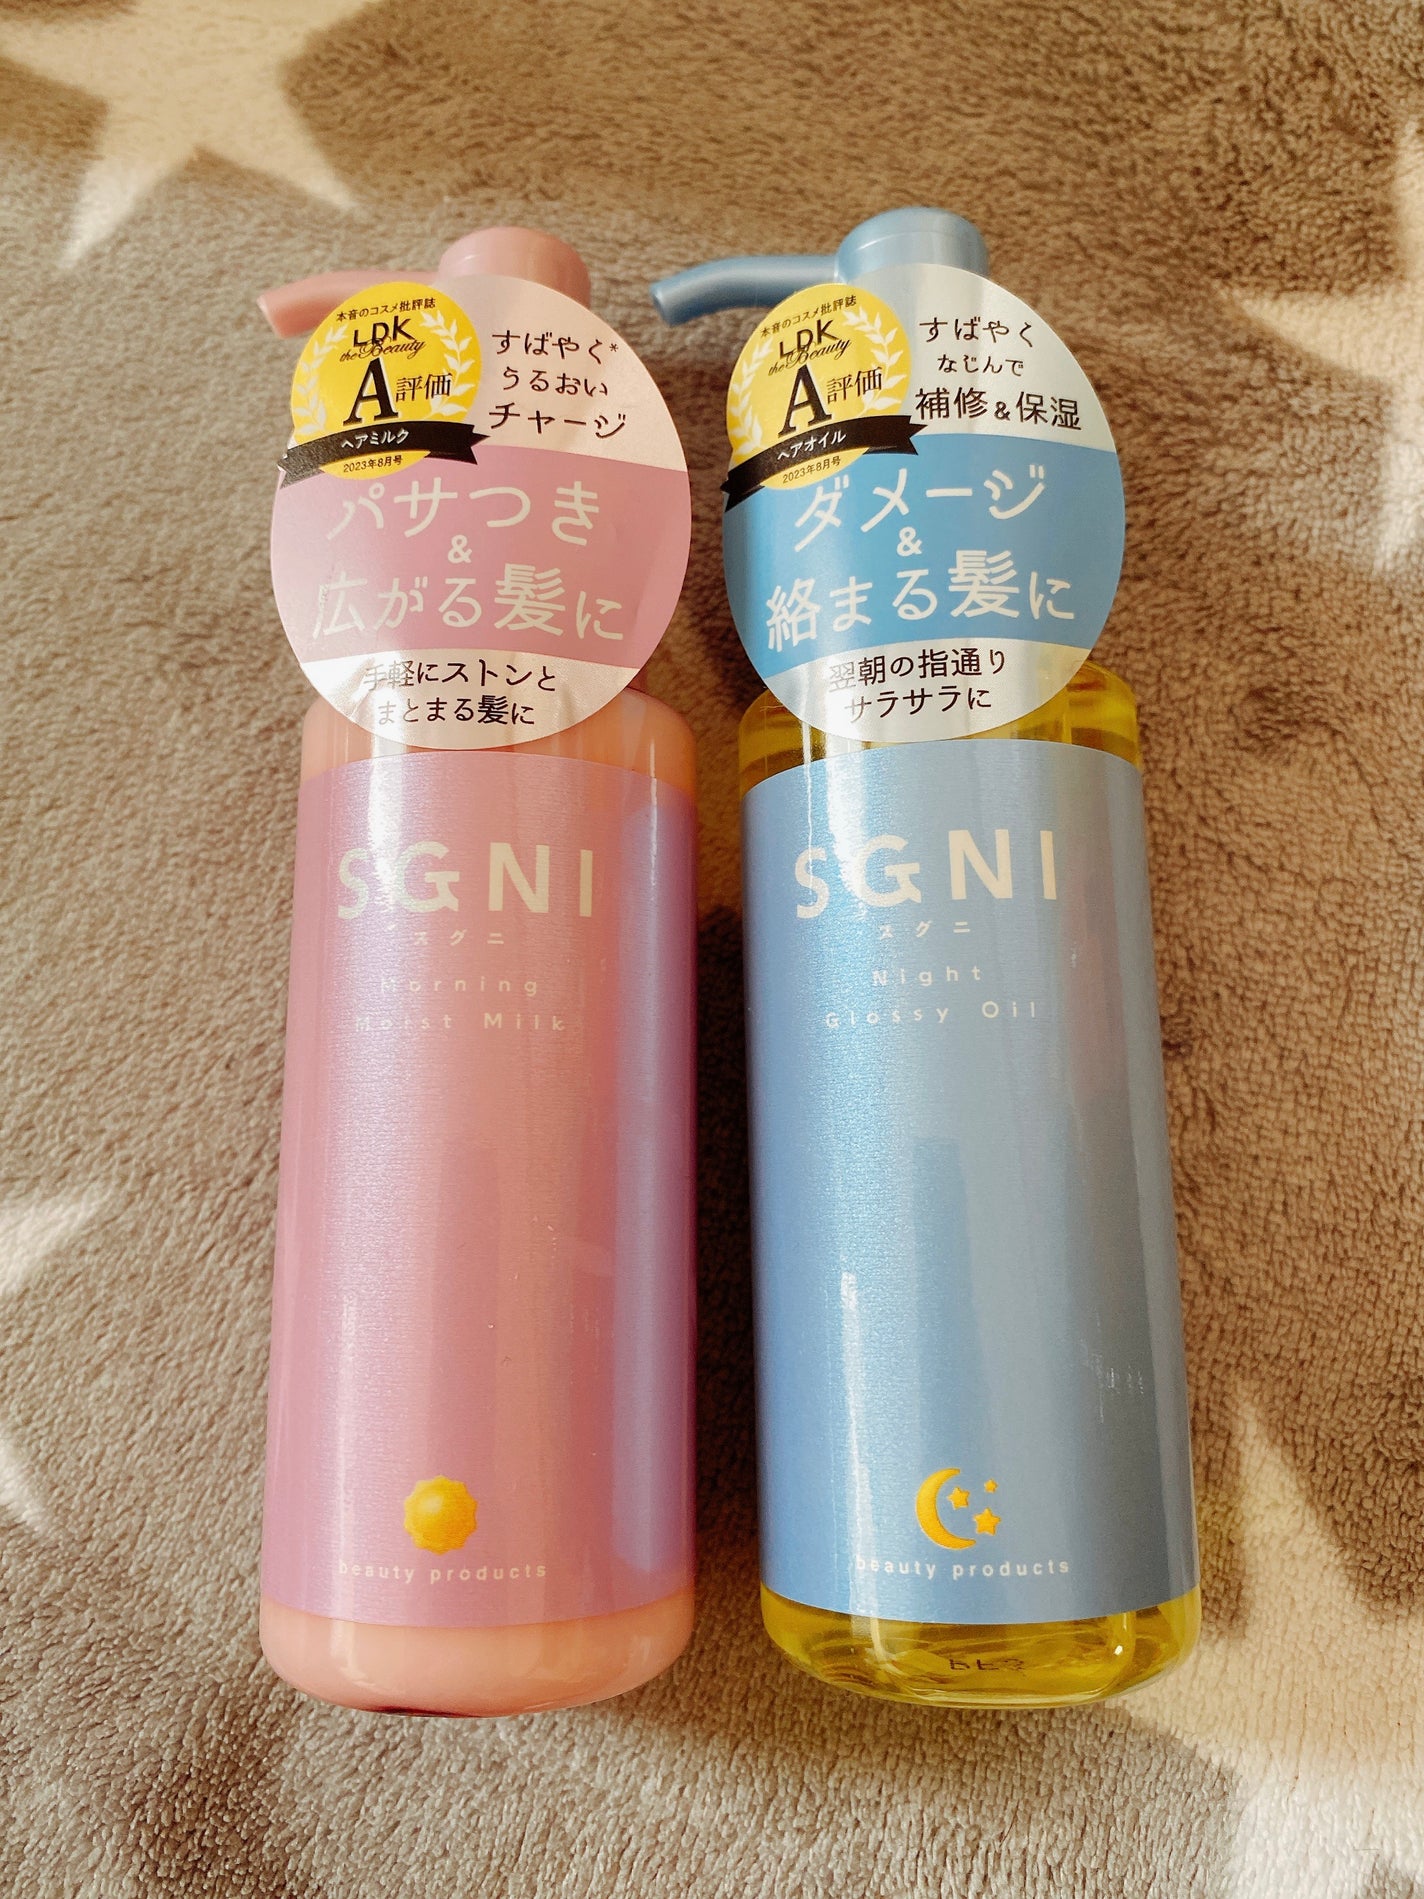 本音のコスメ批評誌
LDK
the Beauty
A評価
ヘアミルク
2023年8月号
すばやく*
うるおい
チャージ
パサつき
&
広がる髪に
手軽にストンと
まとまる髪に
SGNI
スグニ
Morning
Moist Milk
beauty products
本音のコスメ批評誌
LDK
the Beauty
A評価
ヘアオイル
2023年8月号
すばやく
なじんで
補修&保湿
ダメージ
&
絡まる髪に
翌朝の指通り
サラサラに
SGNI
スグニ
Night
Glossy Oil
beauty products